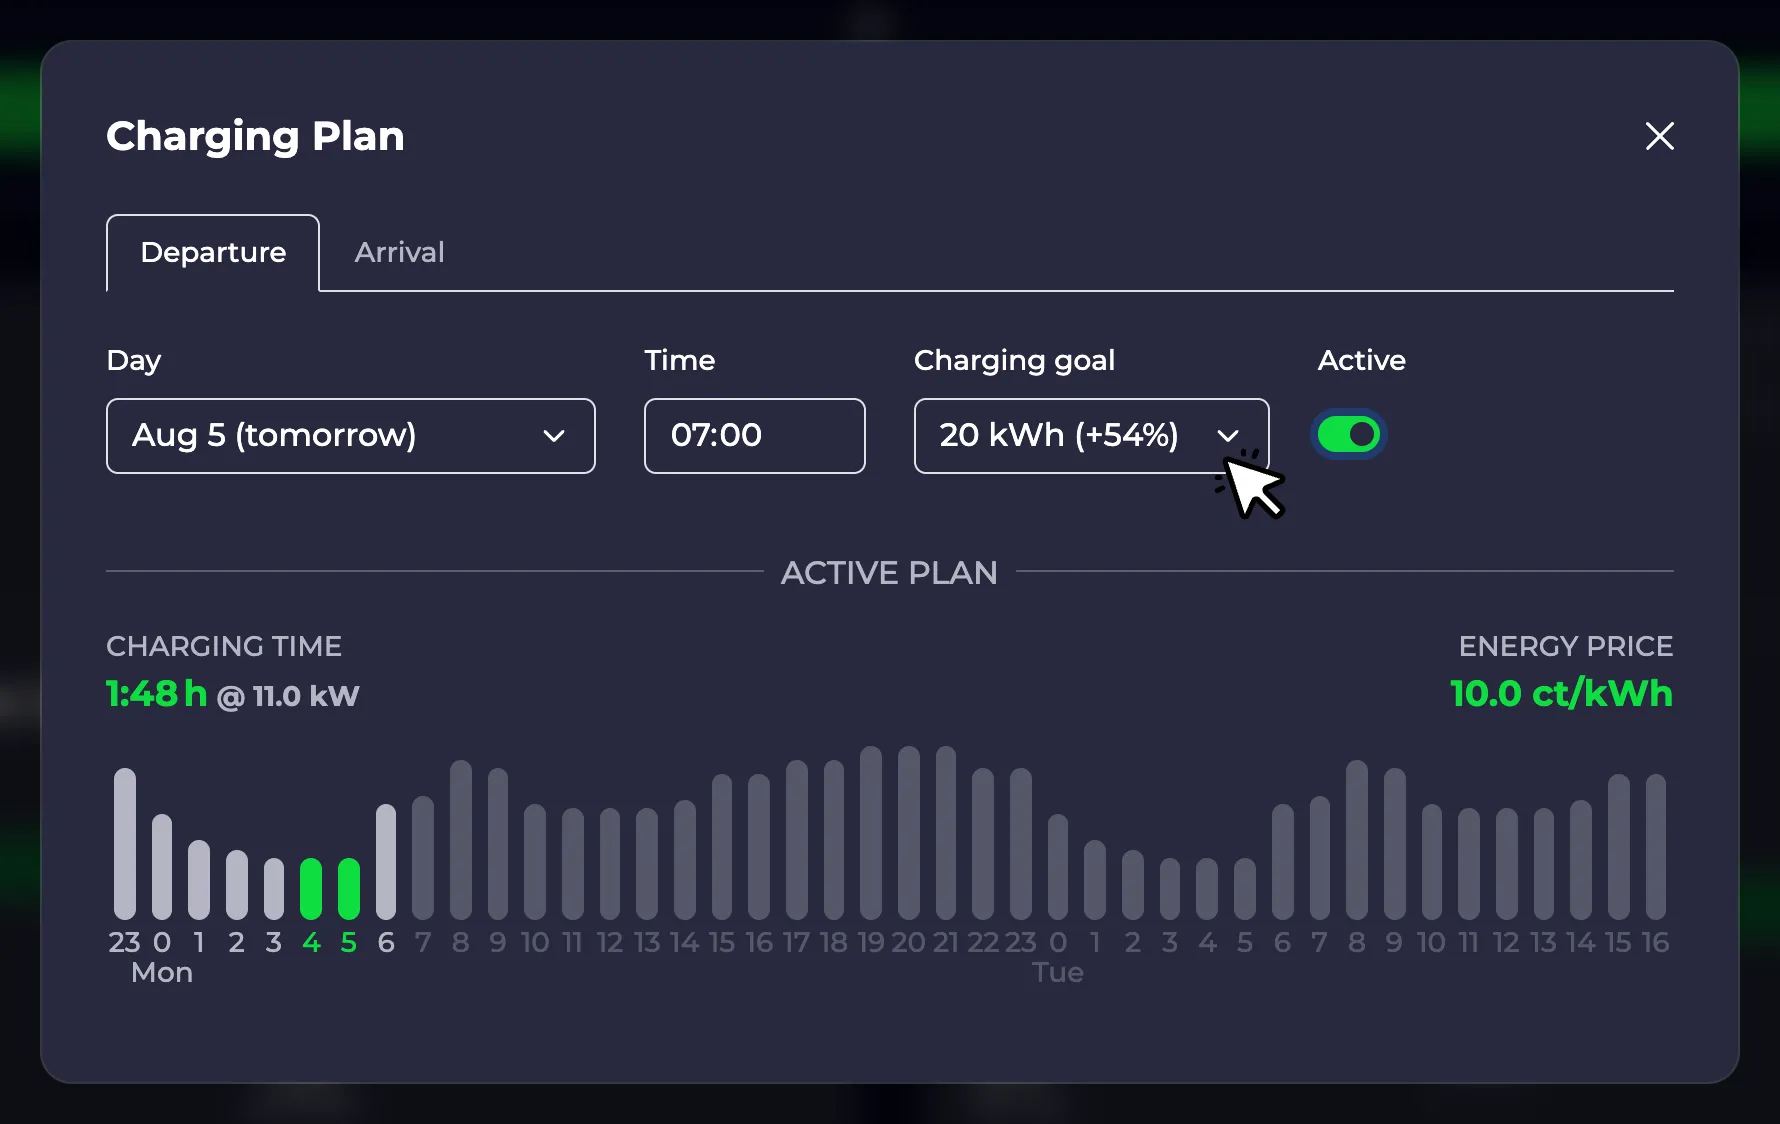 Charging Plan
Departure Arrival
Day Time Charging goal Active
Aug 5 (tomorrow) 07:00 20 kWh (+54%)
ACTIVE PLAN
CHARGING TIME ENERGY PRICE
1:48 h @ 11.0 kW 10.0 ct/kWh
23 0 1 2 3 4 5 6 7 8 9 10 11 12 13 14 15 16 17 18 19 20 21 22 23 0 1 2 3 4 5 6 7 8 9 10 11 12 13 14 15 16
Mon Tue